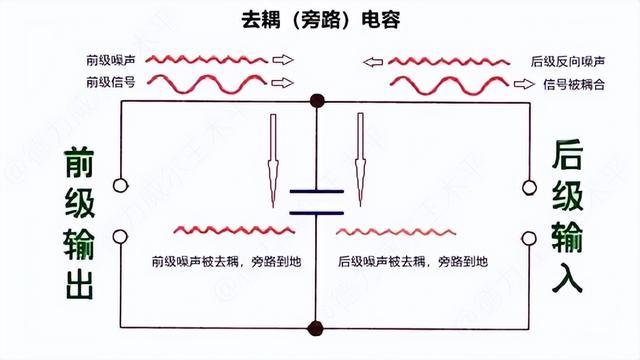 去耦（旁路）电容
前级噪声
前级信号
后级反向噪声
信号被耦合
前级输出
后级输入
前级噪声被去耦，旁路到地
后级噪声被去耦，旁路到地